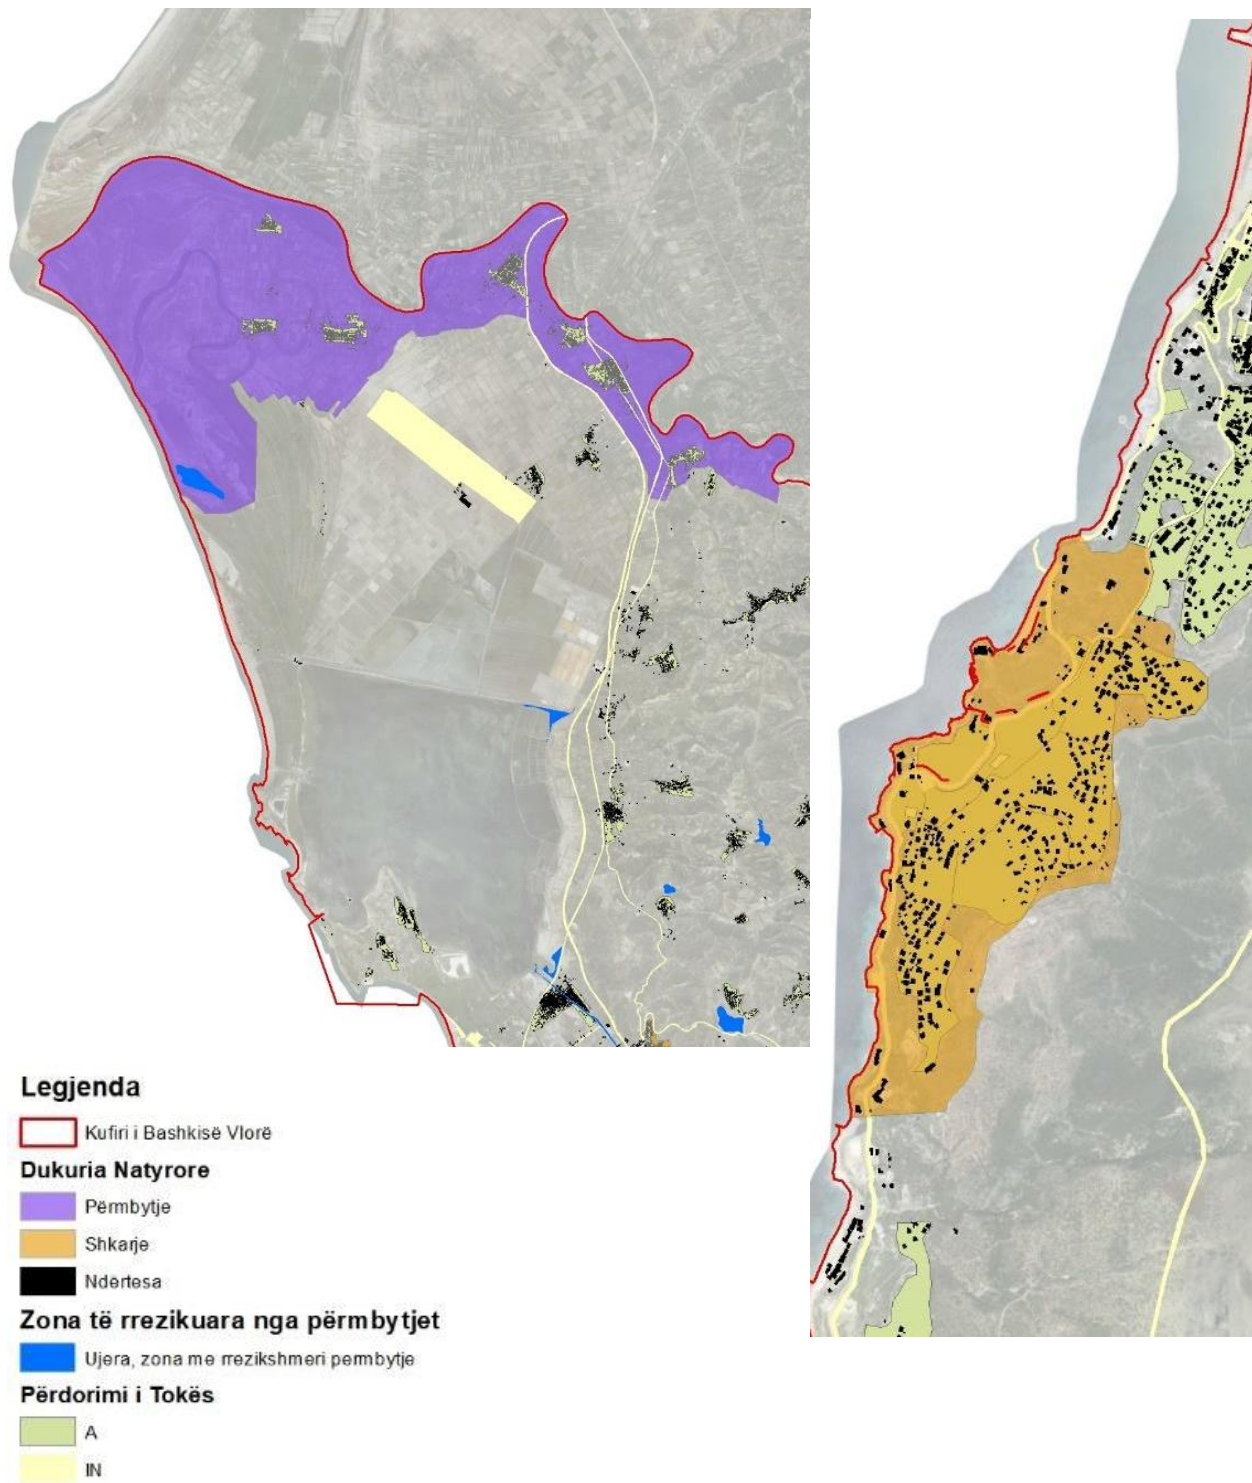 Legjenda
Kufiri i Bashkisë Vlorë
Dukuria Natyrore
Përmbytje
Shkarje
Ndërtesa
Zona të rrezikuara nga përmbytjet
Ujera, zona me rrezikshmeri permbytje
Përdorimi i Tokës
A
IN